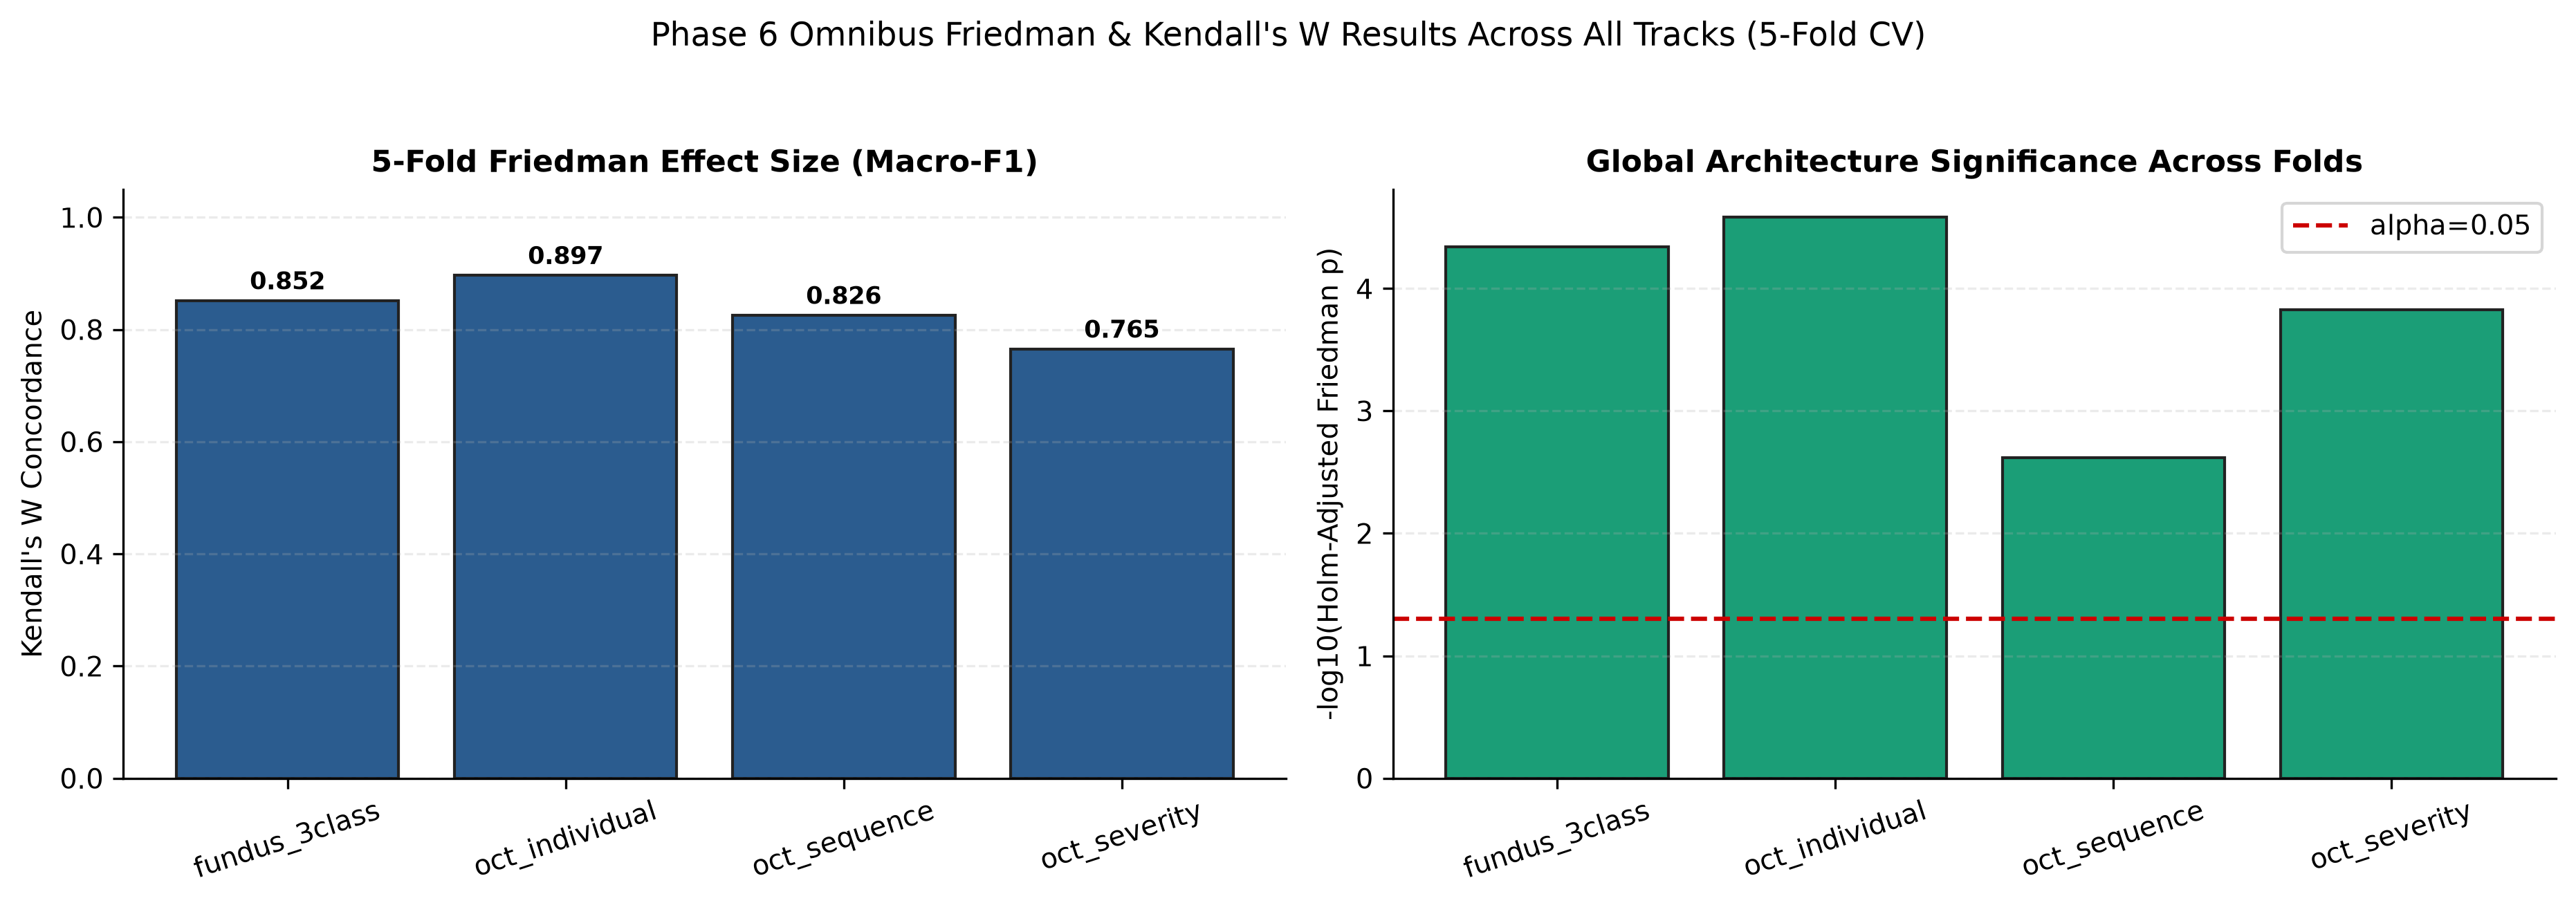 Phase 6 Omnibus Friedman & Kendall's W Results Across All Tracks (5-Fold CV)
5-Fold Friedman Effect Size (Macro-F1)
Kendall's W Concordance
1.0
0.8
0.6
0.4
0.2
0.0
0.852
0.897
0.826
0.765
fundus_3class
oct_individual
oct_sequence
oct_severity
Global Architecture Significance Across Folds
-log10(Holm-Adjusted Friedman p)
4
3
2
1
0
alpha=0.05
fundus_3class
oct_individual
oct_sequence
oct_severity